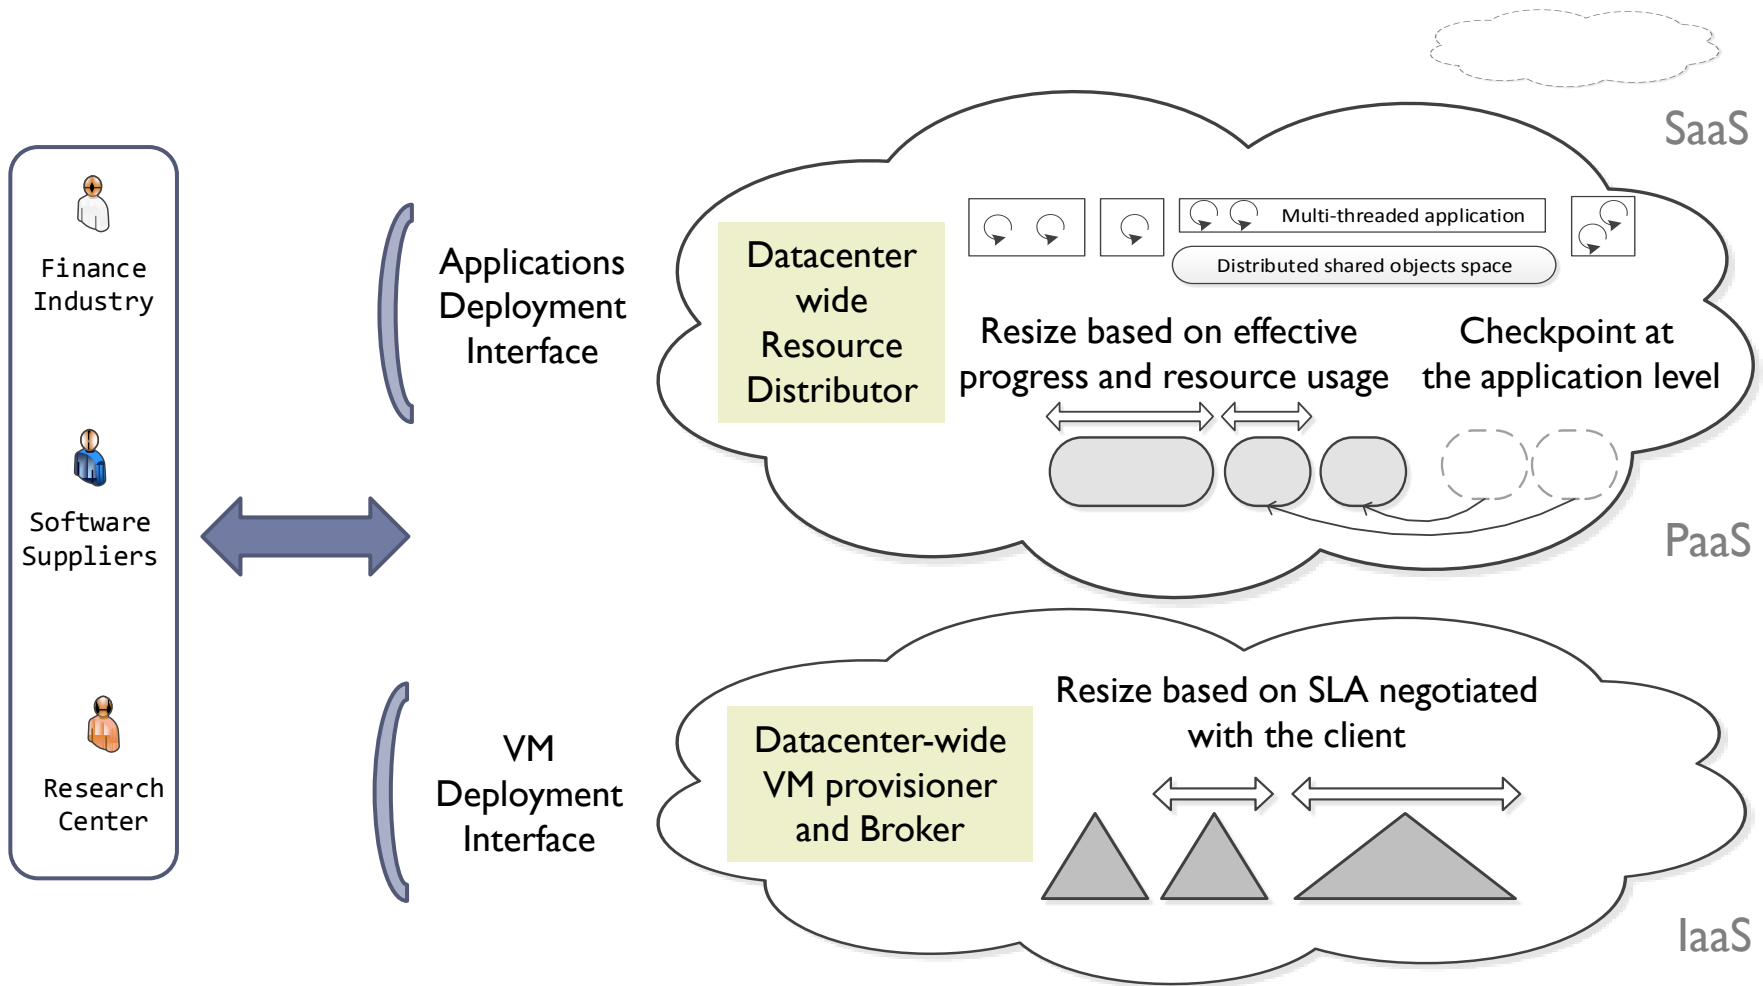 SaaS
Finance
Industry
Software
Suppliers
Research
Center
Applications
Deployment
Interface
Datacenter
wide
Resource
Distributor
Multi-threaded application
Distributed shared objects space
Resize based on effective
progress and resource usage
Checkpoint at
the application level
PaaS
VM
Deployment
Interface
Datacenter-wide
VM provisioner
and Broker
Resize based on SLA negotiated
with the client
IaaS